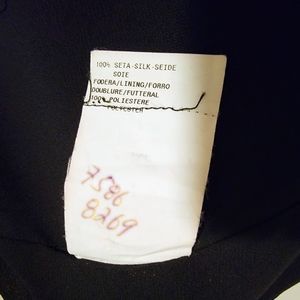 100% SETA-SILK-SEIDE
SOIE
FODERA/LINING/FORRO
DOUBLURE/FUTTERAL
100% POLIESTERE
POLYESTER
7586
8269